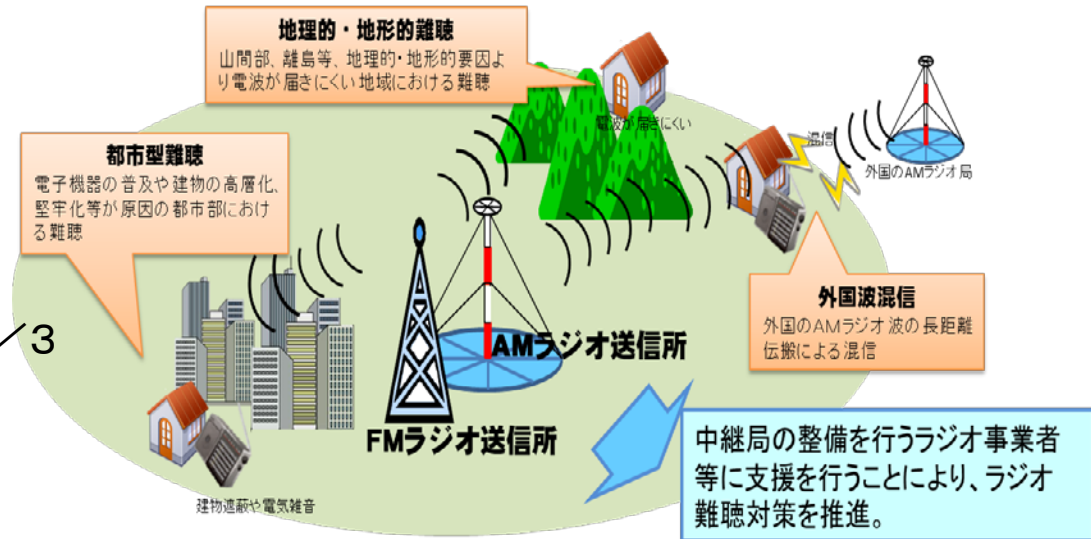 地理的・地形的難聴
山間部、離島等、地理的・地形的要因よ
り電波が届きにくい地域における難聴
電波が届きにくい
都市型難聴
電子機器の普及や建物の高層化、
堅牢化等が原因の都市部におけ
る難聴
混信
外国のAMラジオ局
外国波混信
外国のAMラジオ波の長距離
伝搬による混信
／３
AMラジオ送信所
FMラジオ送信所
建物遮蔽や電気雑音
中継局の整備を行うラジオ事業者
等に支援を行うことにより、ラジオ
難聴対策を推進。